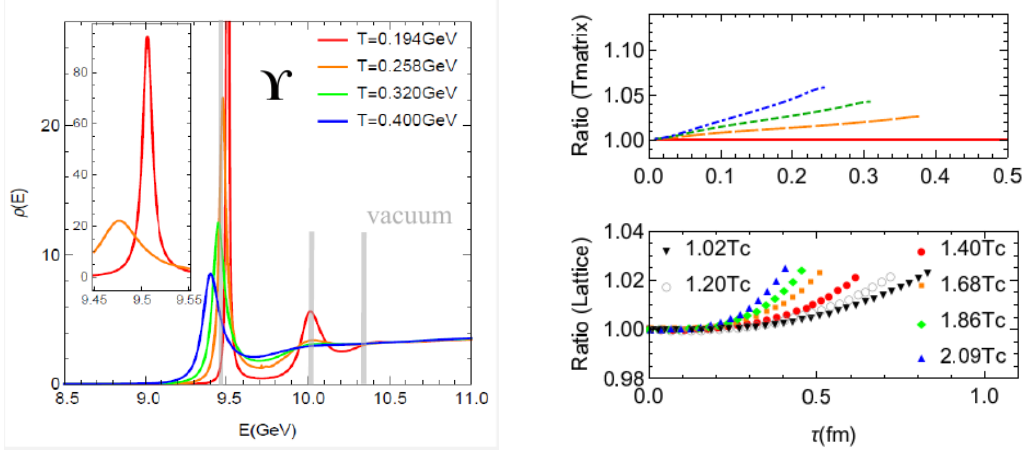 T=0.194GeV
T=0.258GeV
T=0.320GeV
T=0.400GeV
ϒ
vacuum
80
60
40
20
0
9.45
9.5
9.55
20
10
0
ρ(E)
8.5
9.0
9.5
10.0
10.5
11.0
E(GeV)
Ratio (Tmatrix)
1.10
1.05
1.00
0.0
0.1
0.2
0.3
0.4
0.5
Ratio (Lattice)
1.04
1.02
1.00
0.98
1.02Tc
1.20Tc
1.40Tc
1.68Tc
1.86Tc
2.09Tc
0.0
0.5
1.0
τ(fm)